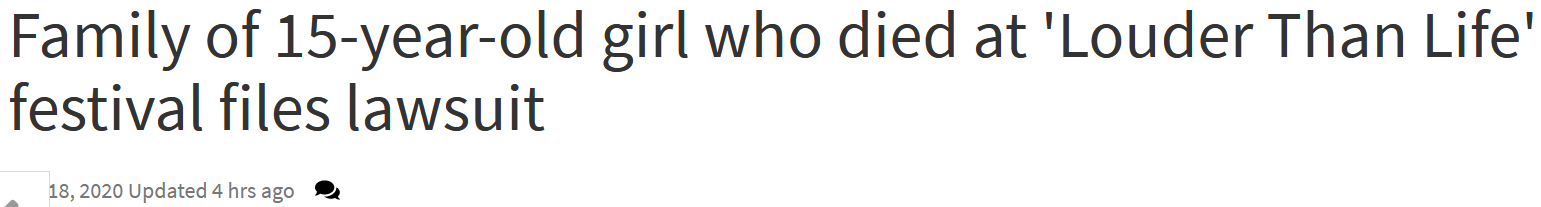 Family of 15-year-old girl who died at 'Louder Than Life'
festival files lawsuit
18, 2020 Updated 4 hrs ago